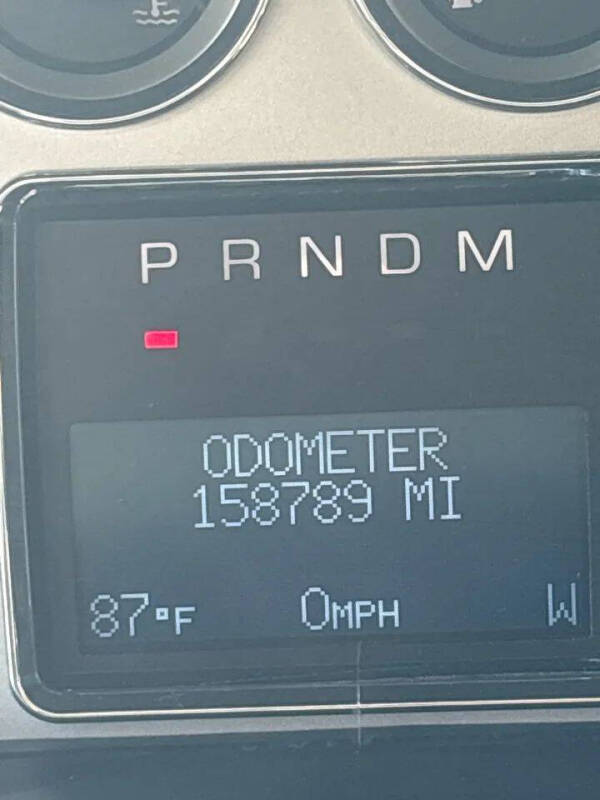 P R N D M
ODOMETER
158789 MI
87°F 0MPH W